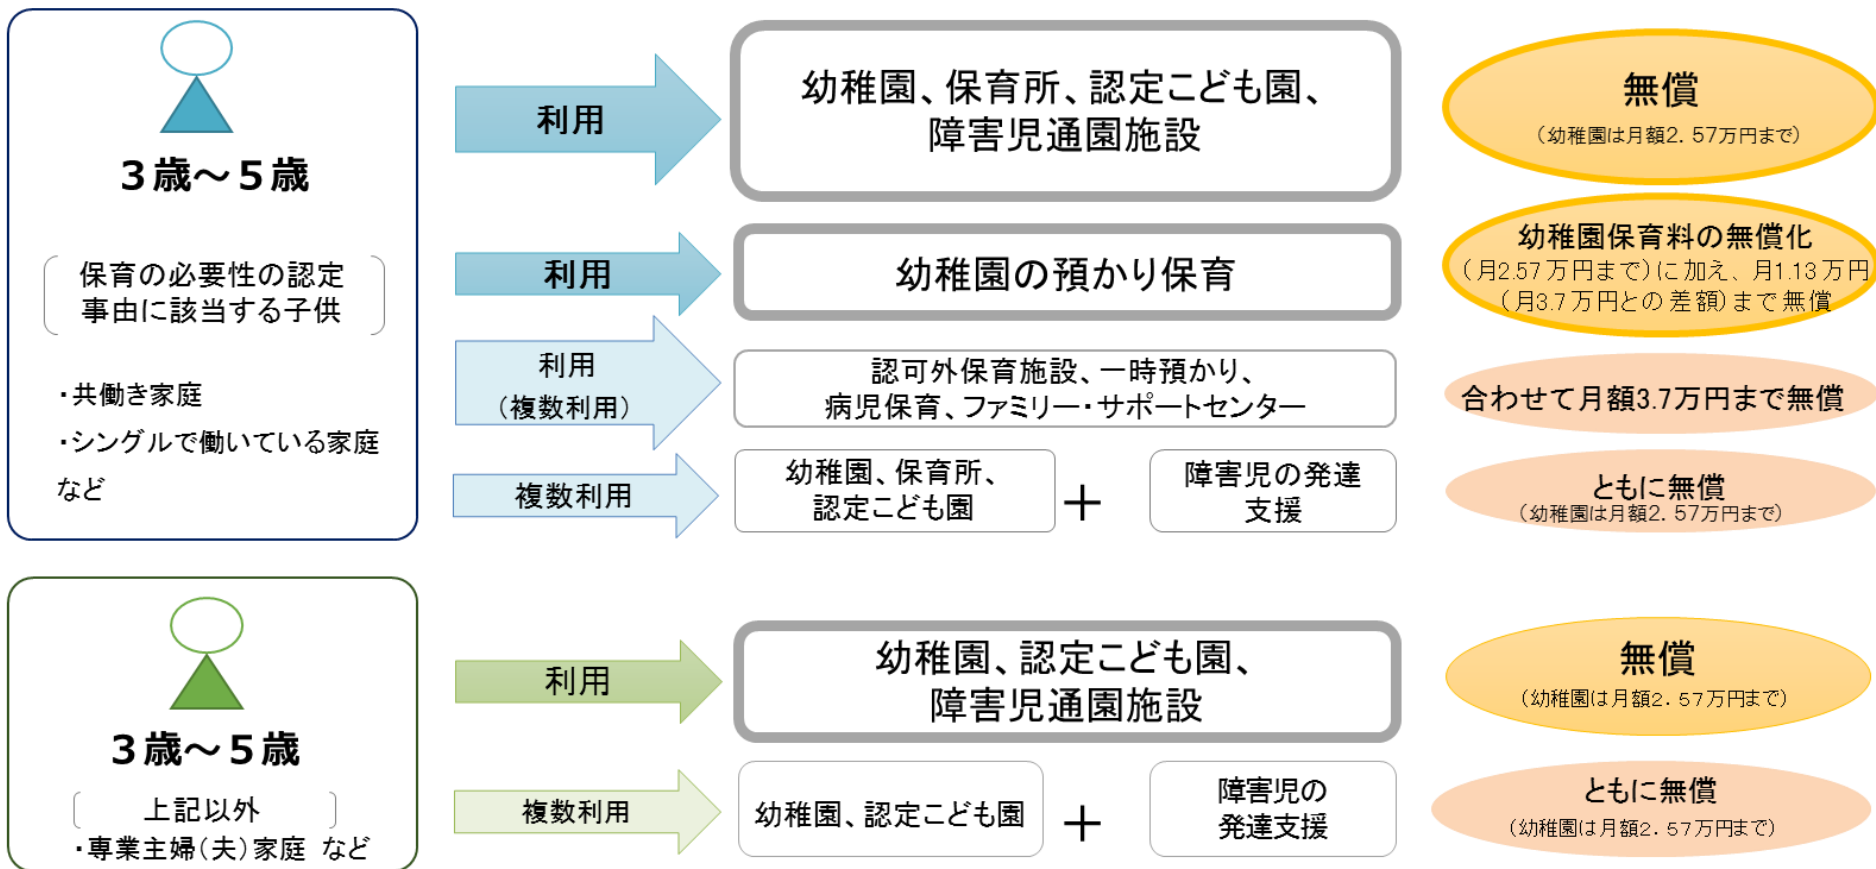 3歳～5歳
保育の必要性の認定
事由に該当する子供
・共働き家庭
・シングルで働いている家庭
など
利用
幼稚園、保育所、認定こども園、
障害児通園施設
無償
（幼稚園は月額2．57万円まで）
利用
幼稚園の預かり保育
幼稚園保育料の無償化
（月2.57万円まで）に加え、月1.13万円
（月3.7万円との差額）まで無償
利用
（複数利用）
認可外保育施設、一時預かり、
病児保育、ファミリー・サポートセンター
合わせて月額3.7万円まで無償
複数利用
幼稚園、保育所、
認定こども園
＋
障害児の発達
支援
ともに無償
（幼稚園は月額2．57万円まで）
3歳～5歳
上記以外
・専業主婦（夫）家庭 など
利用
幼稚園、認定こども園、
障害児通園施設
無償
（幼稚園は月額2．57万円まで）
複数利用
幼稚園、認定こども園
＋
障害児の
発達支援
ともに無償
（幼稚園は月額2．57万円まで）